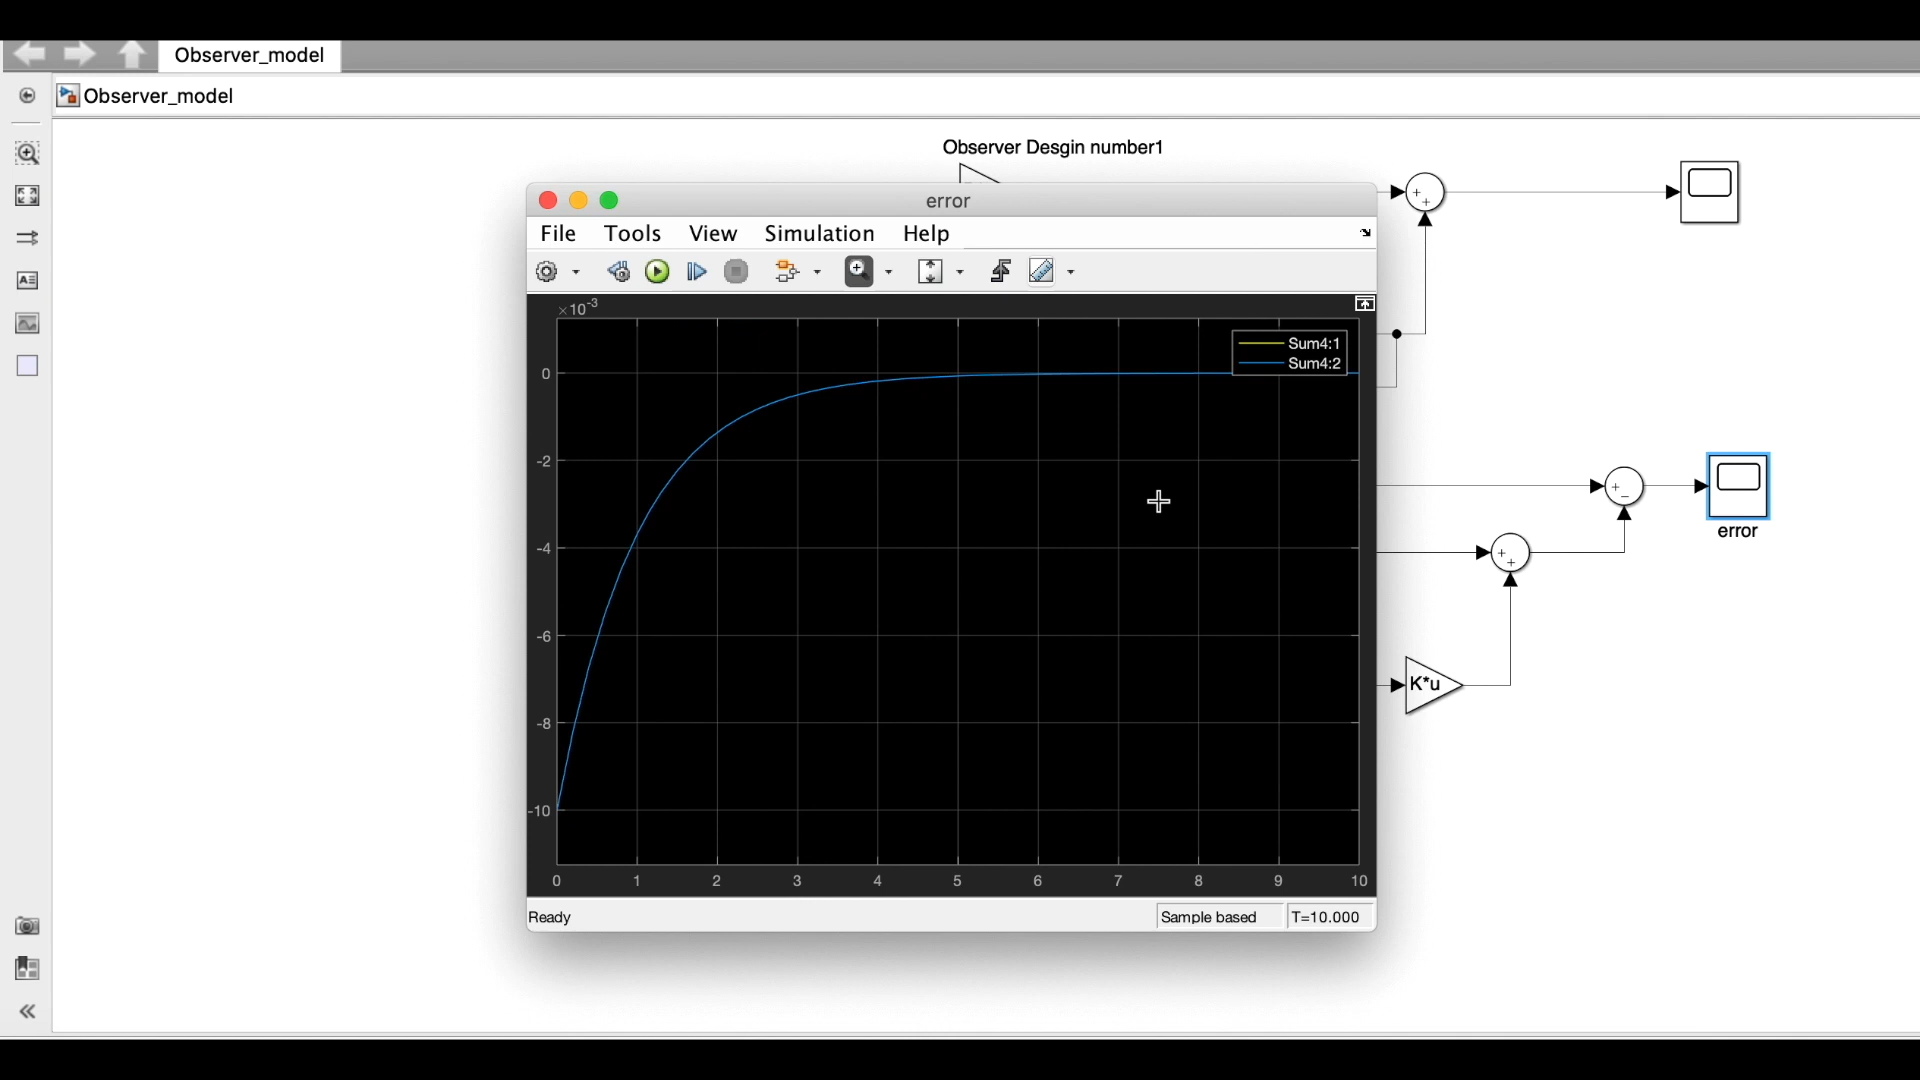 Observer_model
Observer_model
Observer Desgin number1
error
File Tools View Simulation Help
×10-3
Sum4:1
Sum4:2
0
-2
-4
-6
-8
-10
0 1 2 3 4 5 6 7 8 9 10
Ready
Sample based
T=10.000
error
K*u